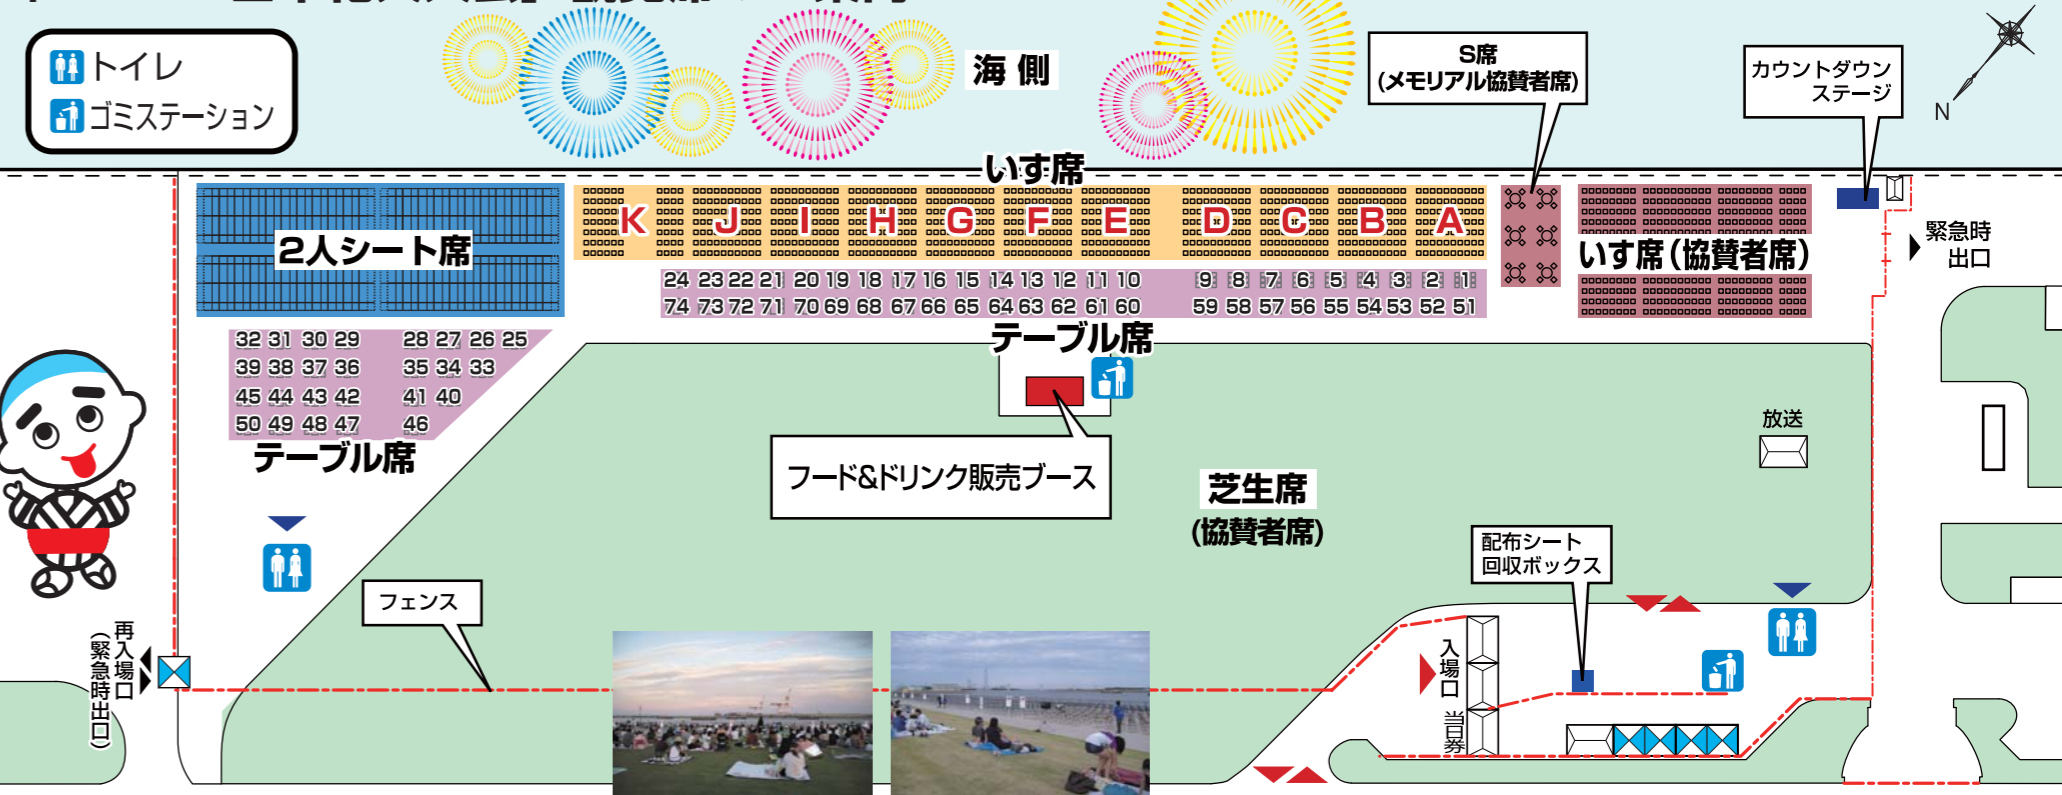 トイレ
ゴミステーション
海側
S席
(メモリアル協賛者席)
カウントダウン
ステージ
N
いす席
K J I H G F E D C B A
2人シート席
いす席(協賛者席)
緊急時
出口
24 23 22 21 20 19 18 17 16 15 14 13 12 11 10 9 8 7 6 5 4 3 2 1
74 73 72 71 70 69 68 67 66 65 64 63 62 61 60 59 58 57 56 55 54 53 52 51
テーブル席
32 31 30 29 28 27 26 25
39 38 37 36 35 34 33
45 44 43 42 41 40
50 49 48 47 46
テーブル席
フード&ドリンク販売ブース
放送
芝生席
(協賛者席)
配布シート
回収ボックス
フェンス
再入場口
(緊急時出口)
入場口
当日券